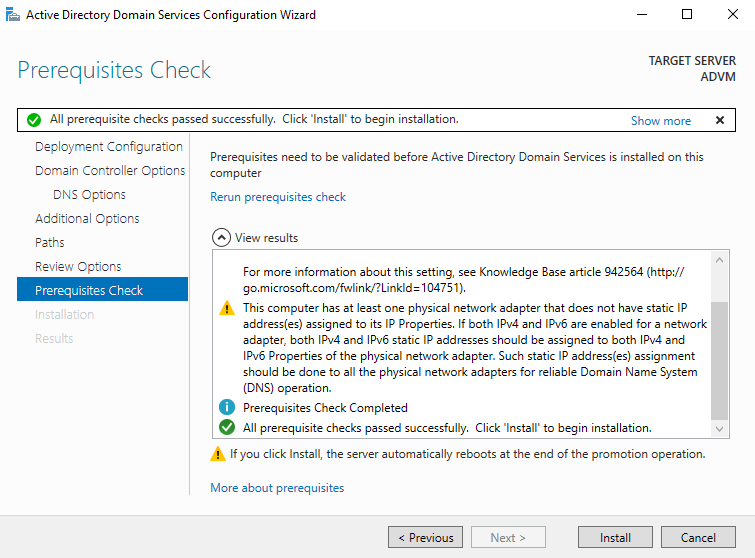 Active Directory Domain Services Configuration Wizard
Prerequisites Check
TARGET SERVER
ADVM
All prerequisite checks passed successfully. Click 'Install' to begin installation.
Show more
Deployment Configuration
Domain Controller Options
DNS Options
Additional Options
Paths
Review Options
Prerequisites Check
Installation
Results
Prerequisites need to be validated before Active Directory Domain Services is installed on this
computer
Rerun prerequisites check
View results
For more information about this setting, see Knowledge Base article 942564 (http://
go.microsoft.com/fwlink/?LinkId=104751).
This computer has at least one physical network adapter that does not have static IP
address(es) assigned to its IP Properties. If both IPv4 and IPv6 are enabled for a network
adapter, both IPv4 and IPv6 static IP addresses should be assigned to both IPv4 and
IPv6 Properties of the physical network adapter. Such static IP address(es) assignment
should be done to all the physical network adapters for reliable Domain Name System
(DNS) operation.
Prerequisites Check Completed
All prerequisite checks passed successfully. Click 'Install' to begin installation.
If you click Install, the server automatically reboots at the end of the promotion operation.
More about prerequisites
< Previous
Next >
Install
Cancel